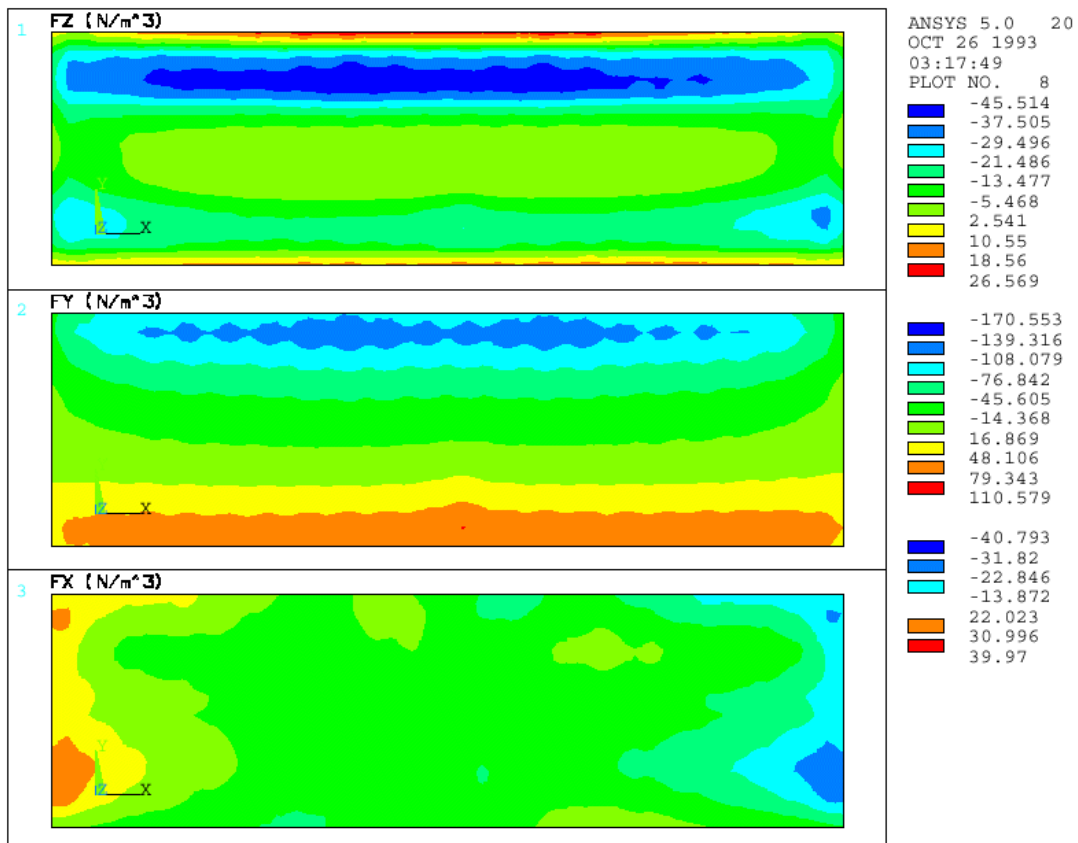 1
FZ (N/m^3)
Y
Z
X
2
FY (N/m^3)
Z
X
3
FX (N/m^3)
Y
Z
X
ANSYS 5.0 20
OCT 26 1993
03:17:49
PLOT NO. 8
-45.514
-37.505
-29.496
-21.486
-13.477
-5.468
2.541
10.55
18.56
26.569
-170.553
-139.316
-108.079
-76.842
-45.605
-14.368
16.869
48.106
79.343
110.579
-40.793
-31.82
-22.846
-13.872
22.023
30.996
39.97